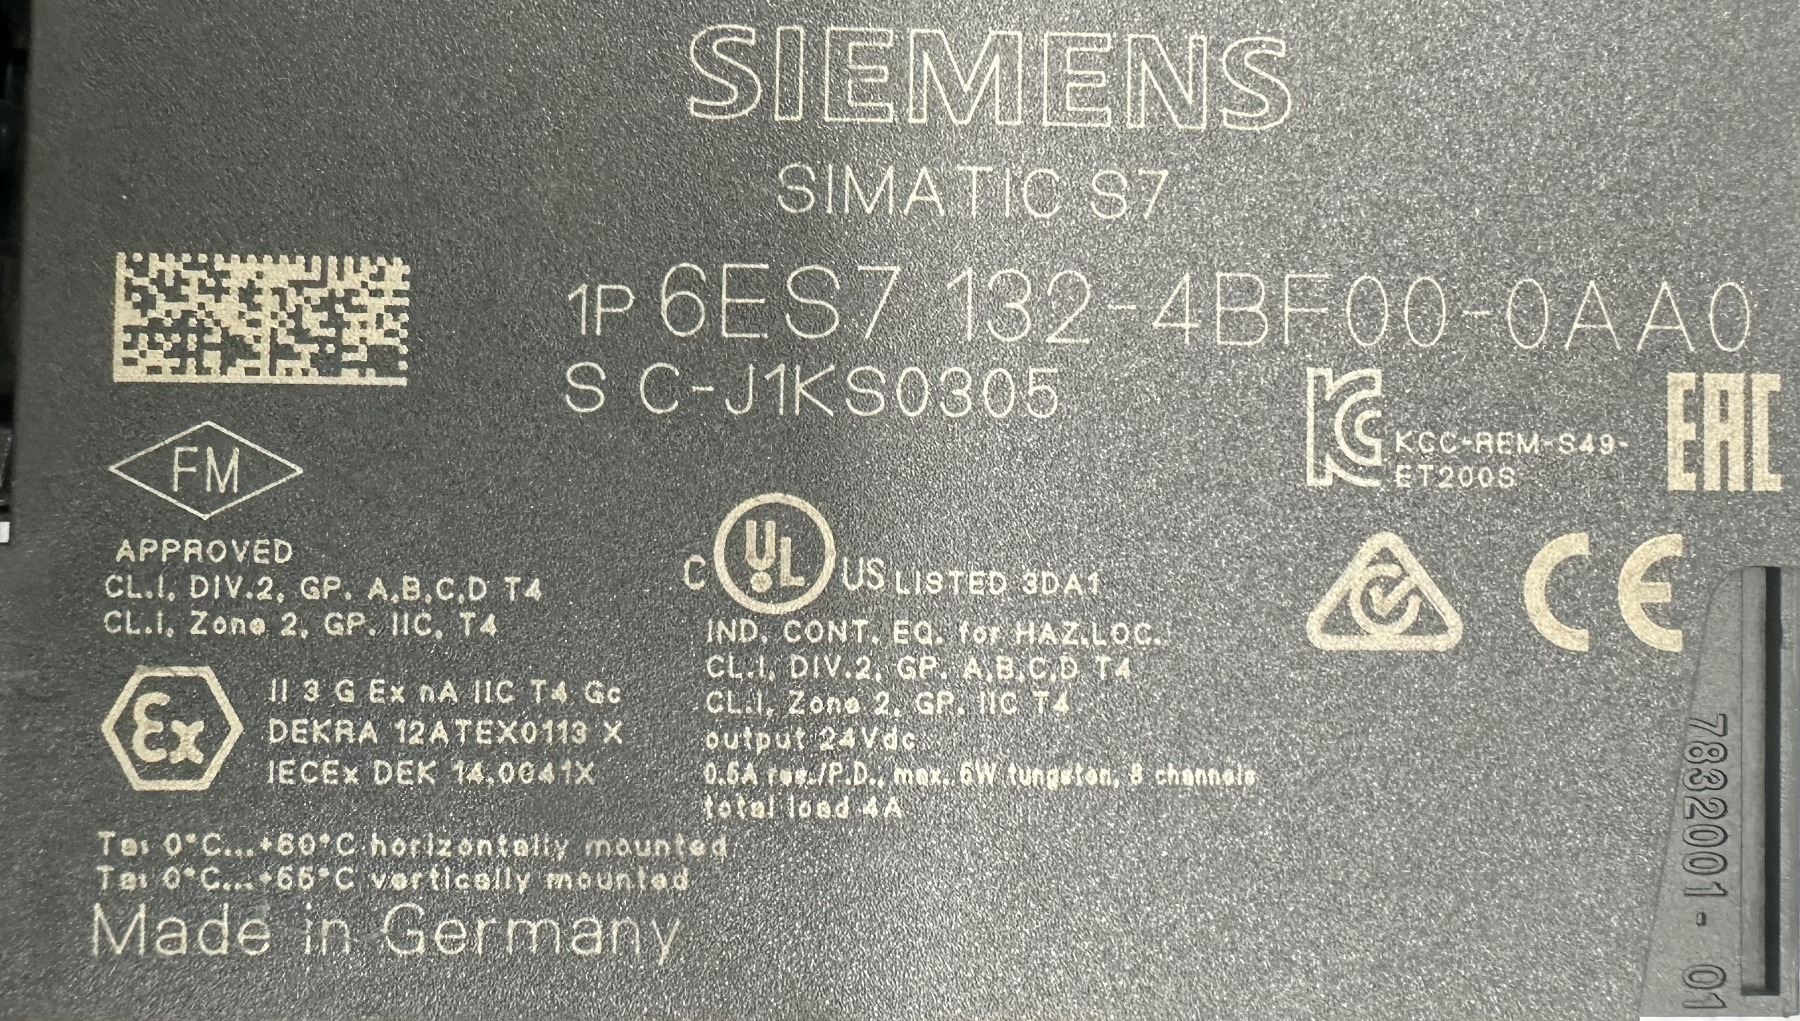 SIEMENS
SIMATIC S7
1P 6ES7 132-4BF00-0AA0
S C-J1KS0305
KCC-REM-S49-
ET200S
EAC
FM
APPROVED
CL.I, DIV.2, GP. A,B,C,D T4
CL.I, Zone 2, GP. IIC, T4
C UL US LISTED 3DA1
IND. CONT. EQ. for HAZ.LOC.
CL.I, DIV.2, GP. A,B,C,D T4
CL.I, Zone 2, GP. IIC T4
output 24Vdc
0.5A res./P.D., max. 5W tungsten, 8 channels
total load 4A
CE
Ex
II 3 G Ex nA IIC T4 Gc
DEKRA 12ATEX0113 X
IECEx DEK 14.0041X
Ta: 0°C...+60°C horizontally mounted
Ta: 0°C...+55°C vertically mounted
Made in Germany
7832001-01